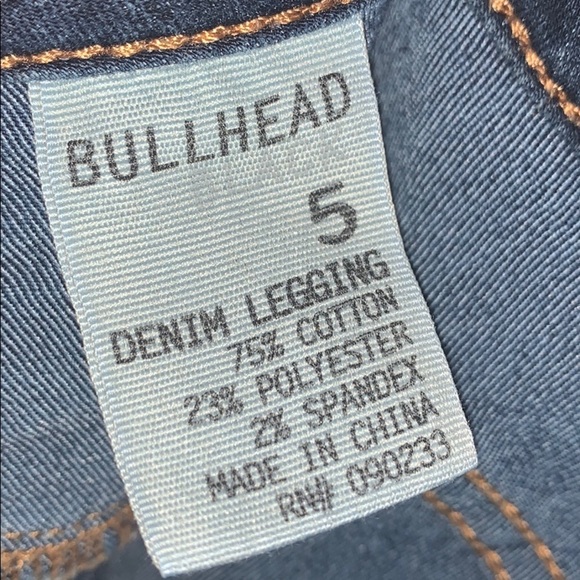 BULLHEAD
5
DENIM LEGGING
75% COTTON
23% POLYESTER
2% SPANDEX
MADE IN CHINA
RN# 090233